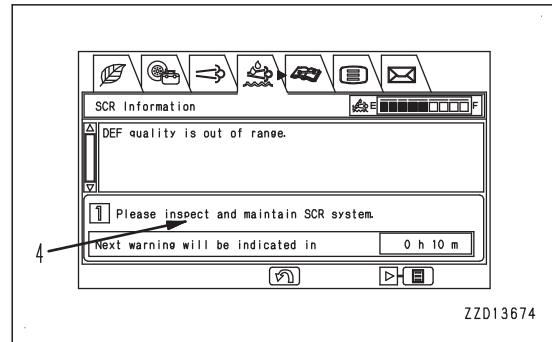 SCR Information
E F
DEF quality is out of range.
1 Please inspect and maintain SCR system.
4
Next warning will be indicated in 0 h 10 m
ZZD13674